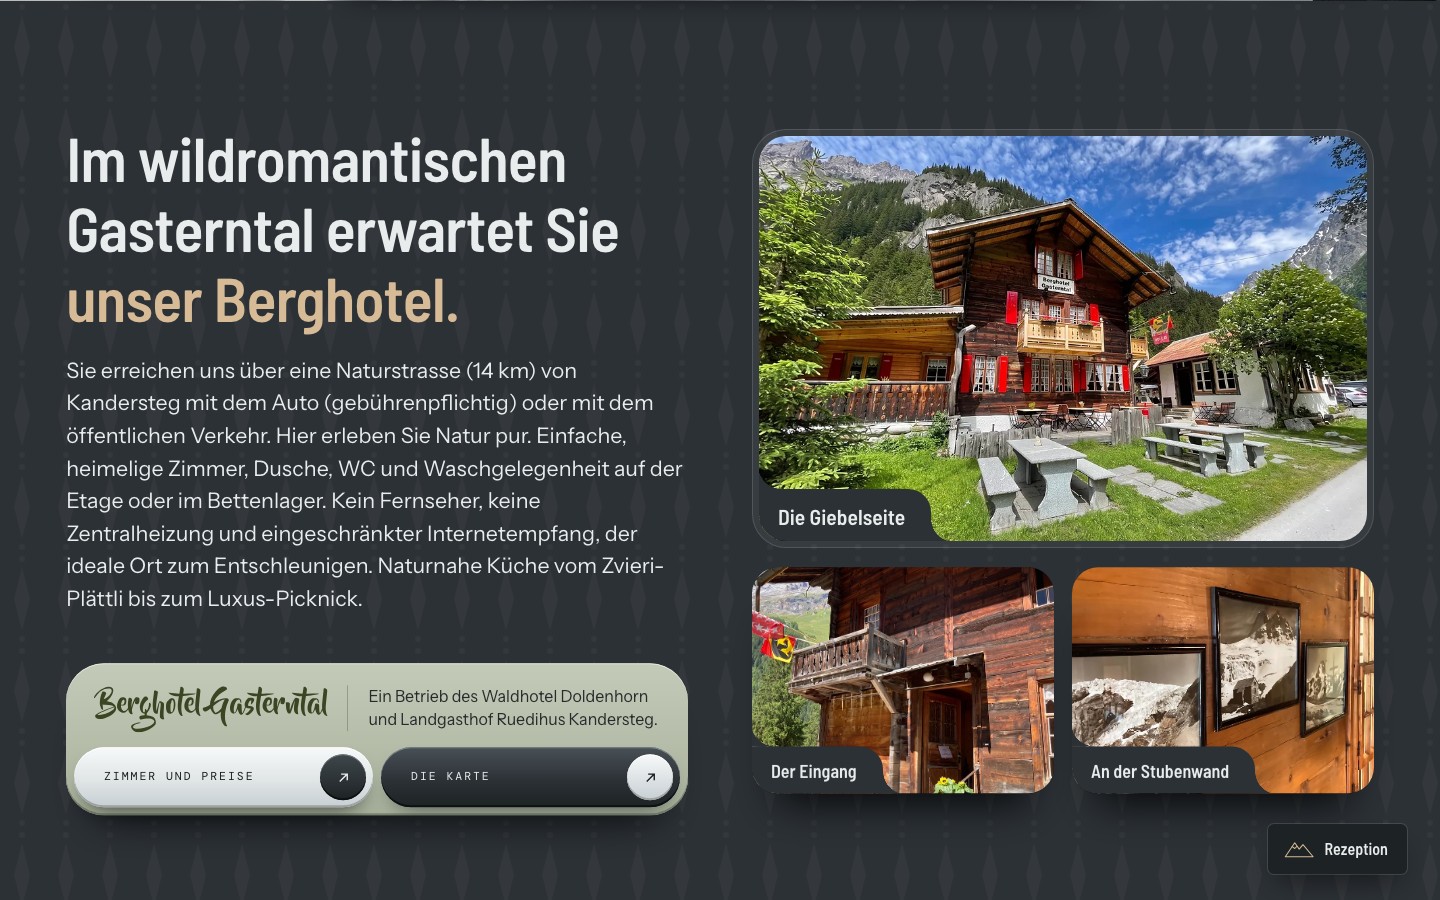 Im wildromantischen
Gasterntal erwartet Sie
unser Berghotel.
Sie erreichen uns über eine Naturstrasse (14 km) von
Kandersteg mit dem Auto (gebührenpflichtig) oder mit dem
öffentlichen Verkehr. Hier erleben Sie Natur pur. Einfache,
heimelige Zimmer, Dusche, WC und Waschgelegenheit auf der
Etage oder im Bettenlager. Kein Fernseher, keine
Zentralheizung und eingeschränkter Internetempfang, der
ideale Ort zum Entschleunigen. Naturnahe Küche vom Zvieri-
Plättli bis zum Luxus-Picknick.
Berghotel Gasterntal
Ein Betrieb des Waldhotel Doldenhorn
und Landgasthof Ruedihus Kandersteg.
ZIMMER UND PREISE
DIE KARTE
Berghotel
Gasterntal
Die Giebelseite
Der Eingang
An der Stubenwand
Rezeption